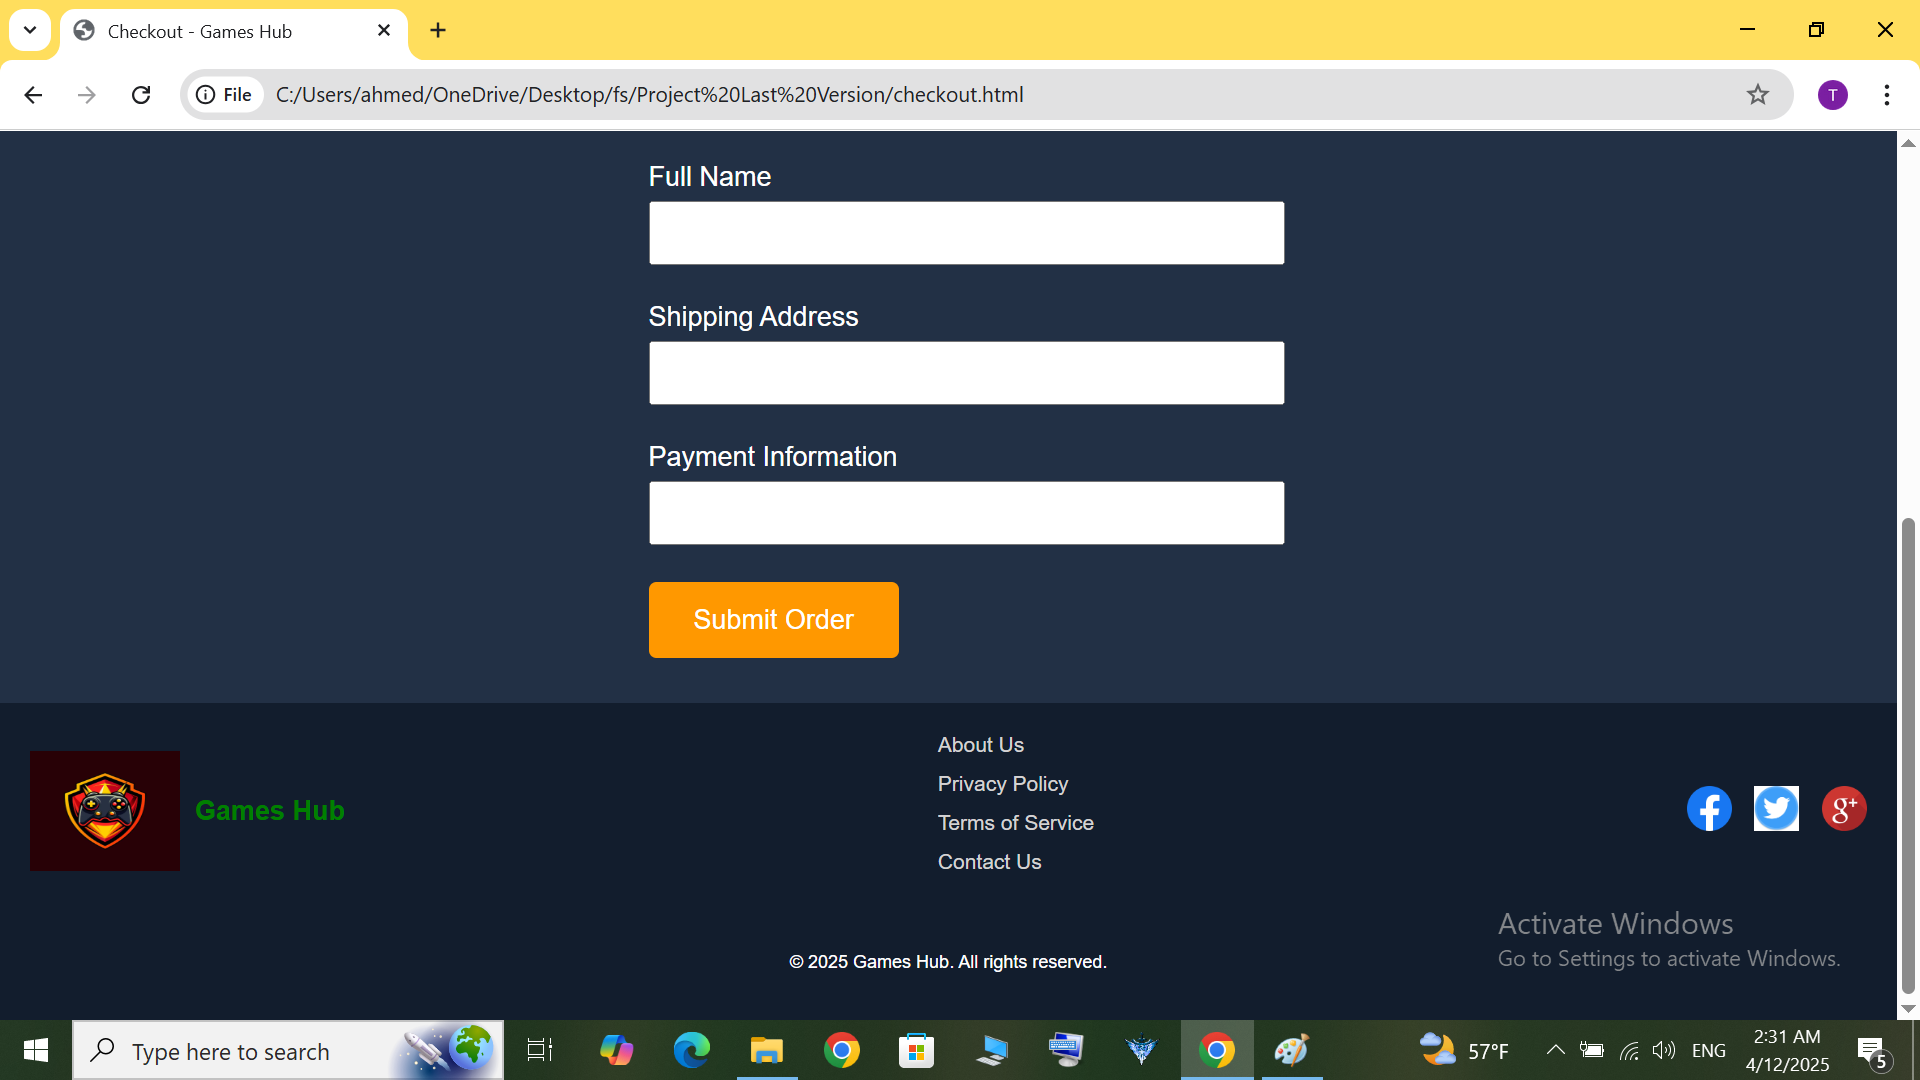 Checkout - Games Hub
File
C:/Users/ahmed/OneDrive/Desktop/fs/Project%20Last%20Version/checkout.html
T
Full Name
Shipping Address
Payment Information
Submit Order
Games Hub
About Us
Privacy Policy
Terms of Service
Contact Us
f
g+
© 2025 Games Hub. All rights reserved.
Activate Windows
Go to Settings to activate Windows.
Type here to search
57°F
ENG
2:31 AM
4/12/2025
5